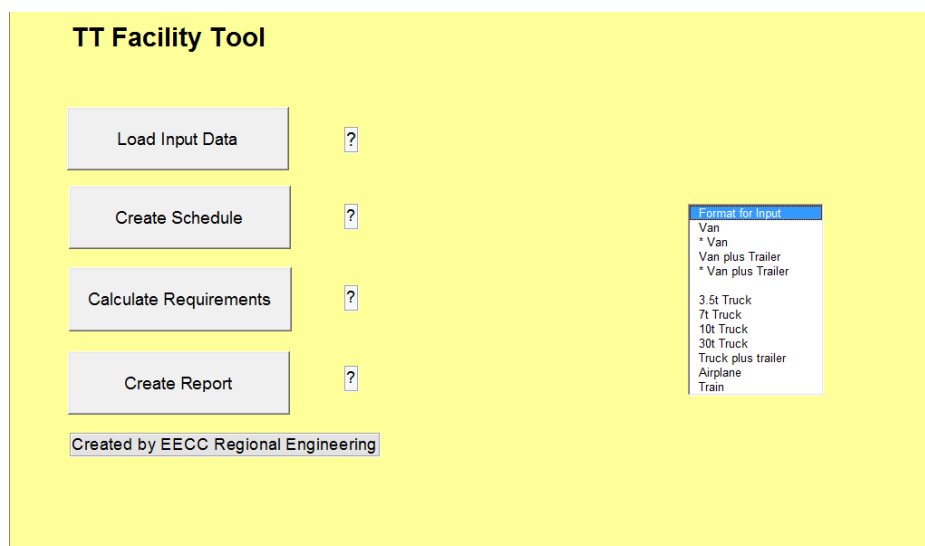 TT Facility Tool
Load Input Data
?
Create Schedule
?
Calculate Requirements
?
Create Report
?
Created by EECC Regional Engineering
Format for Input
Van
* Van
Van plus Trailer
* Van plus Trailer
3.5t Truck
7t Truck
10t Truck
30t Truck
Truck plus trailer
Airplane
Train